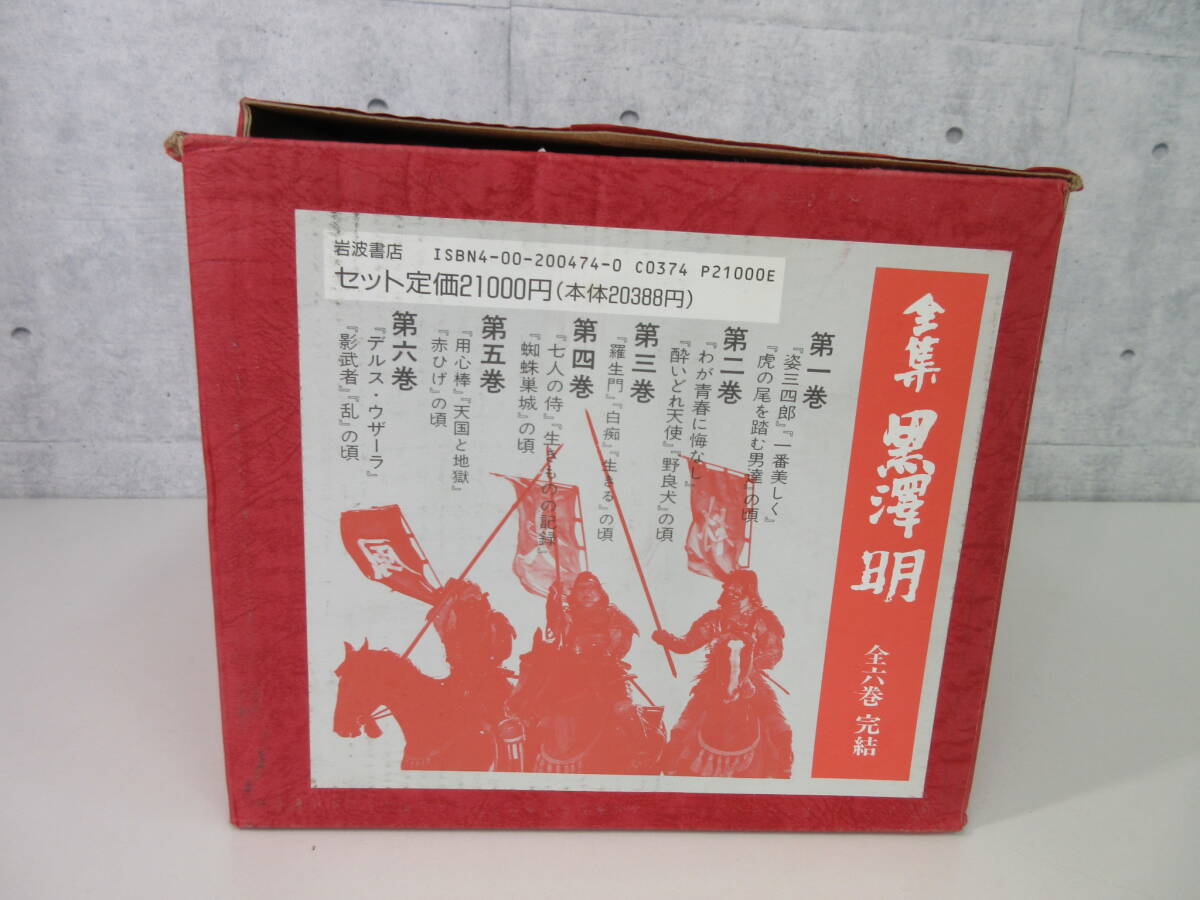 岩波書店 ISBN4-00-200474-0 C0374 P21000E
セット定価21000円(本体20388円)
全集 黒澤明
全六巻 完結
第一巻
『姿三四郎』『一番美しく』
『虎の尾を踏む男達』の頃
第二巻
『わが青春に悔なし』
『酔いどれ天使』『野良犬』の頃
第三巻
『羅生門』『白痴』『生きる』の頃
第四巻
『七人の侍』『生きものの記録』
『蜘蛛巣城』の頃
第五巻
『用心棒』『天国と地獄』
『赤ひげ』の頃
第六巻
『デルス・ウザーラ』
『影武者』『乱』の頃